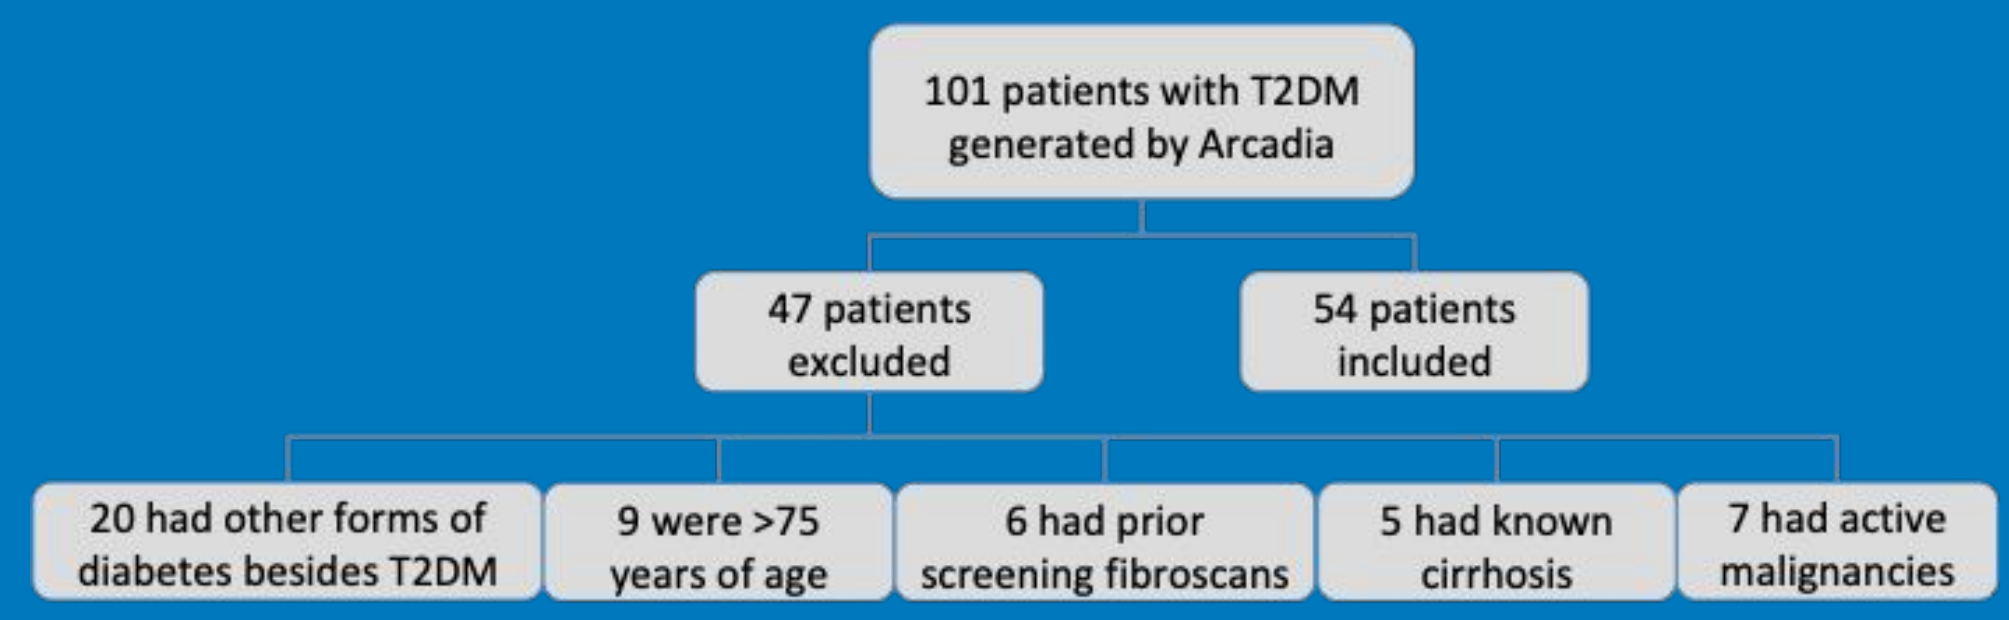 101 patients with T2DM
generated by Arcadia
47 patients
excluded
54 patients
included
20 had other forms of
diabetes besides T2DM
9 were >75
years of age
6 had prior
screening fibroscans
5 had known
cirrhosis
7 had active
malignancies